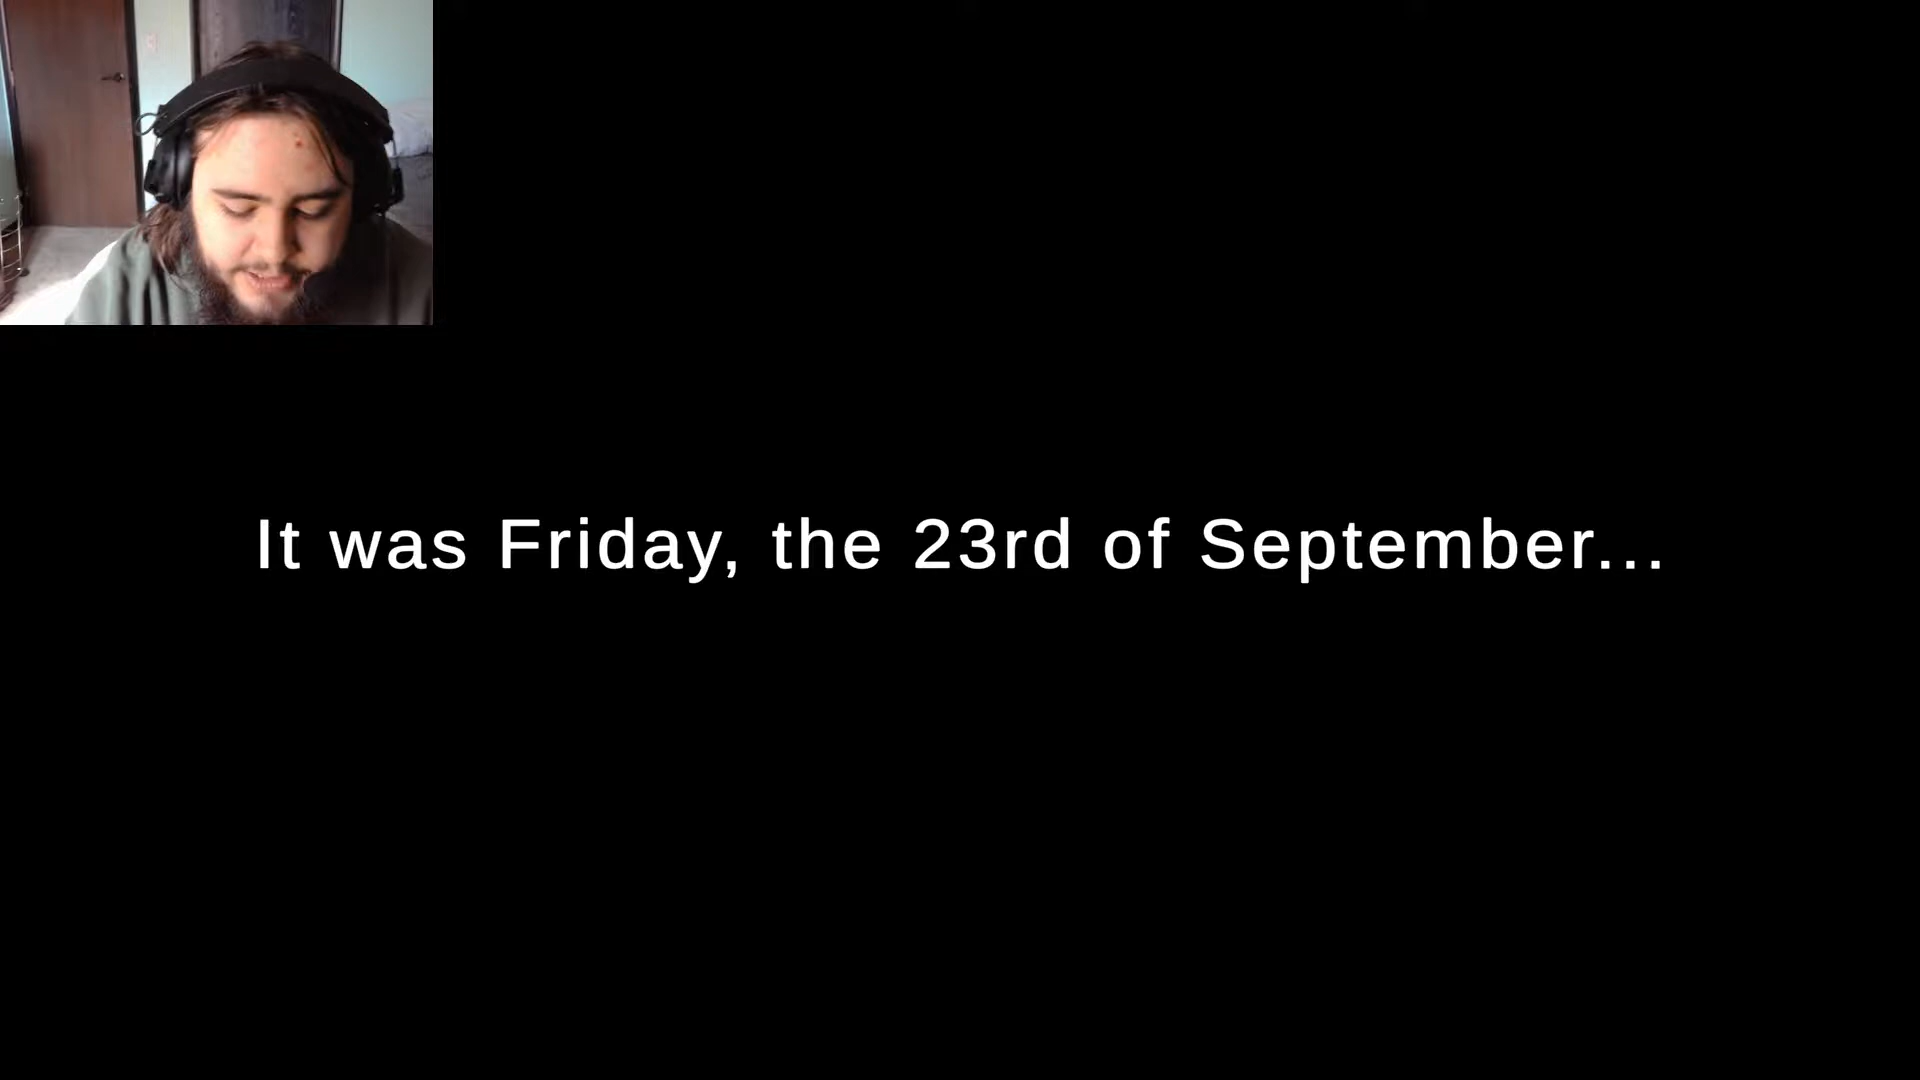 It was Friday, the 23rd of September...